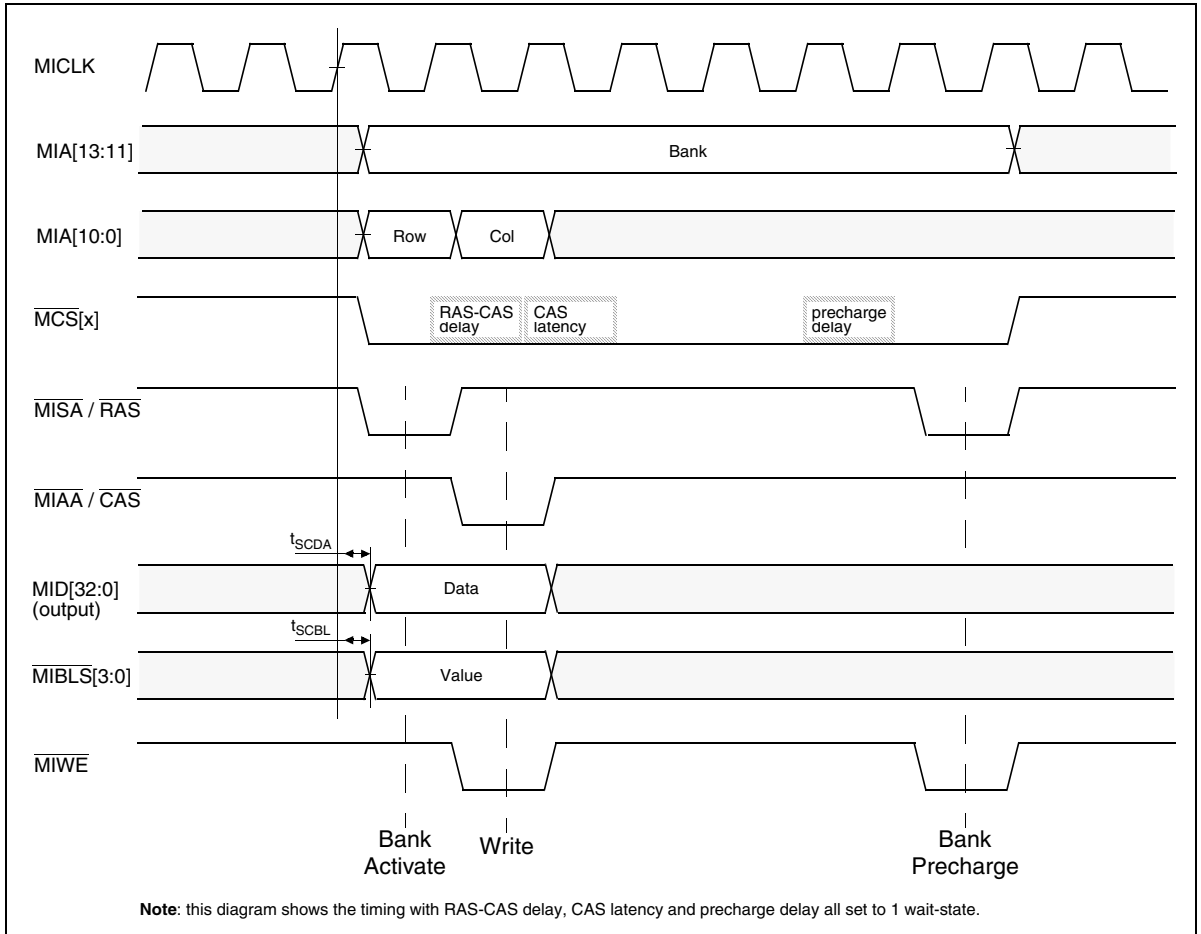 MICLK
MIA[13:11]
Bank
MIA[10:0]
Row
Col
MCS[x]
RAS-CAS
delay
CAS
latency
precharge
delay
MISA / RAS
MIAA / CAS
tSCDA
MID[32:0]
(output)
Data
tSCBL
MIBLS[3:0]
Value
MIWE
Bank
Activate
Write
Bank
Precharge
Note: this diagram shows the timing with RAS-CAS delay, CAS latency and precharge delay all set to 1 wait-state.